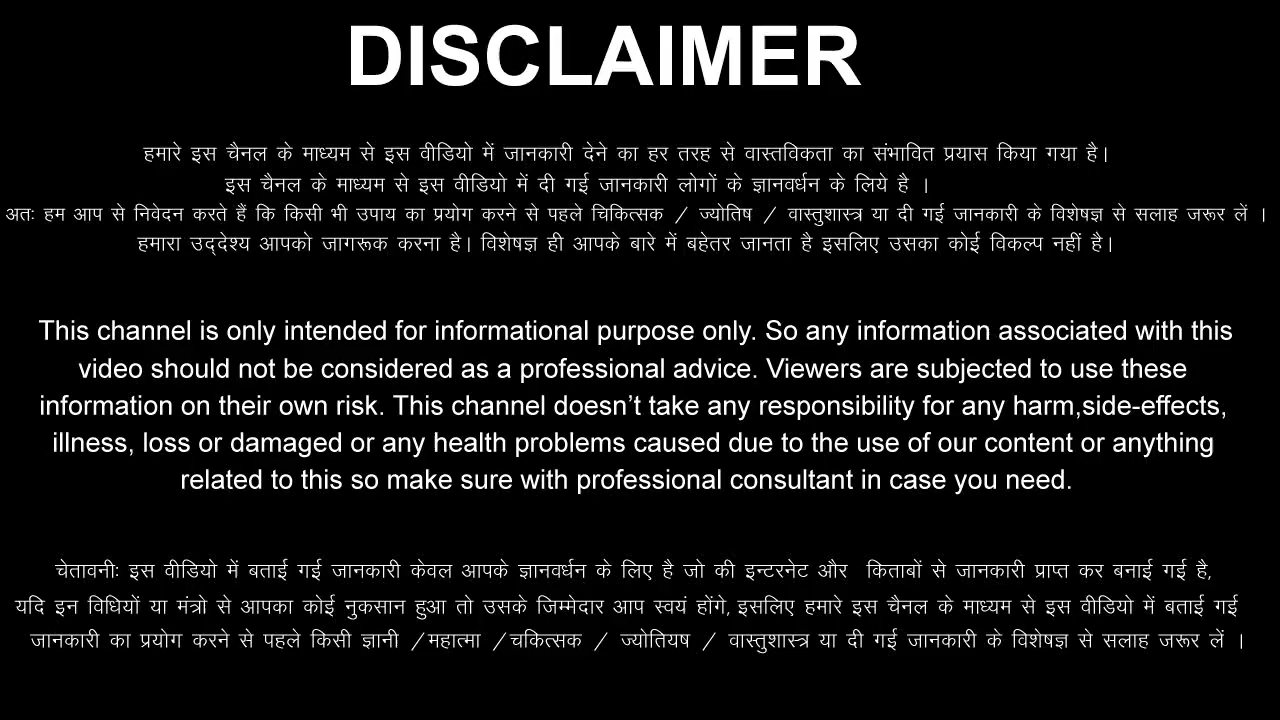 DISCLAIMER
हमारे इस चैनल के माध्यम से इस वीडियो में जानकारी देने का हर तरह से वास्तविकता का संभावित प्रयास किया गया है।
इस चैनल के माध्यम से इस वीडियो में दी गई जानकारी लोगों के ज्ञानवर्धन के लिये है ।
अतः हम आप से निवेदन करते हैं कि किसी भी उपाय का प्रयोग करने से पहले चिकित्सक / ज्योतिष / वास्तुशास्त्र या दी गई जानकारी के विशेषज्ञ से सलाह जरूर लें ।
हमारा उद्देश्य आपको जागरूक करना है। विशेषज्ञ ही आपके बारे में बहेतर जानता है इसलिए उसका कोई विकल्प नहीं है।
This channel is only intended for informational purpose only. So any information associated with this
video should not be considered as a professional advice. Viewers are subjected to use these
information on their own risk. This channel doesn’t take any responsibility for any harm,side-effects,
illness, loss or damaged or any health problems caused due to the use of our content or anything
related to this so make sure with professional consultant in case you need.
चेतावनीः इस वीडियो में बताई गई जानकारी केवल आपके ज्ञानवर्धन के लिए है जो की इन्टरनेट और किताबों से जानकारी प्राप्त कर बनाई गई है,
यदि इन विधियों या मंत्रो से आपका कोई नुकसान हुआ तो उसके जिम्मेदार आप स्वयं होंगे, इसलिए हमारे इस चैनल के माध्यम से इस वीडियो में बताई गई
जानकारी का प्रयोग करने से पहले किसी ज्ञानी /महात्मा /चकित्सक / ज्योतियष / वास्तुशास्त्र या दी गई जानकारी के विशेषज्ञ से सलाह जरूर लें ।